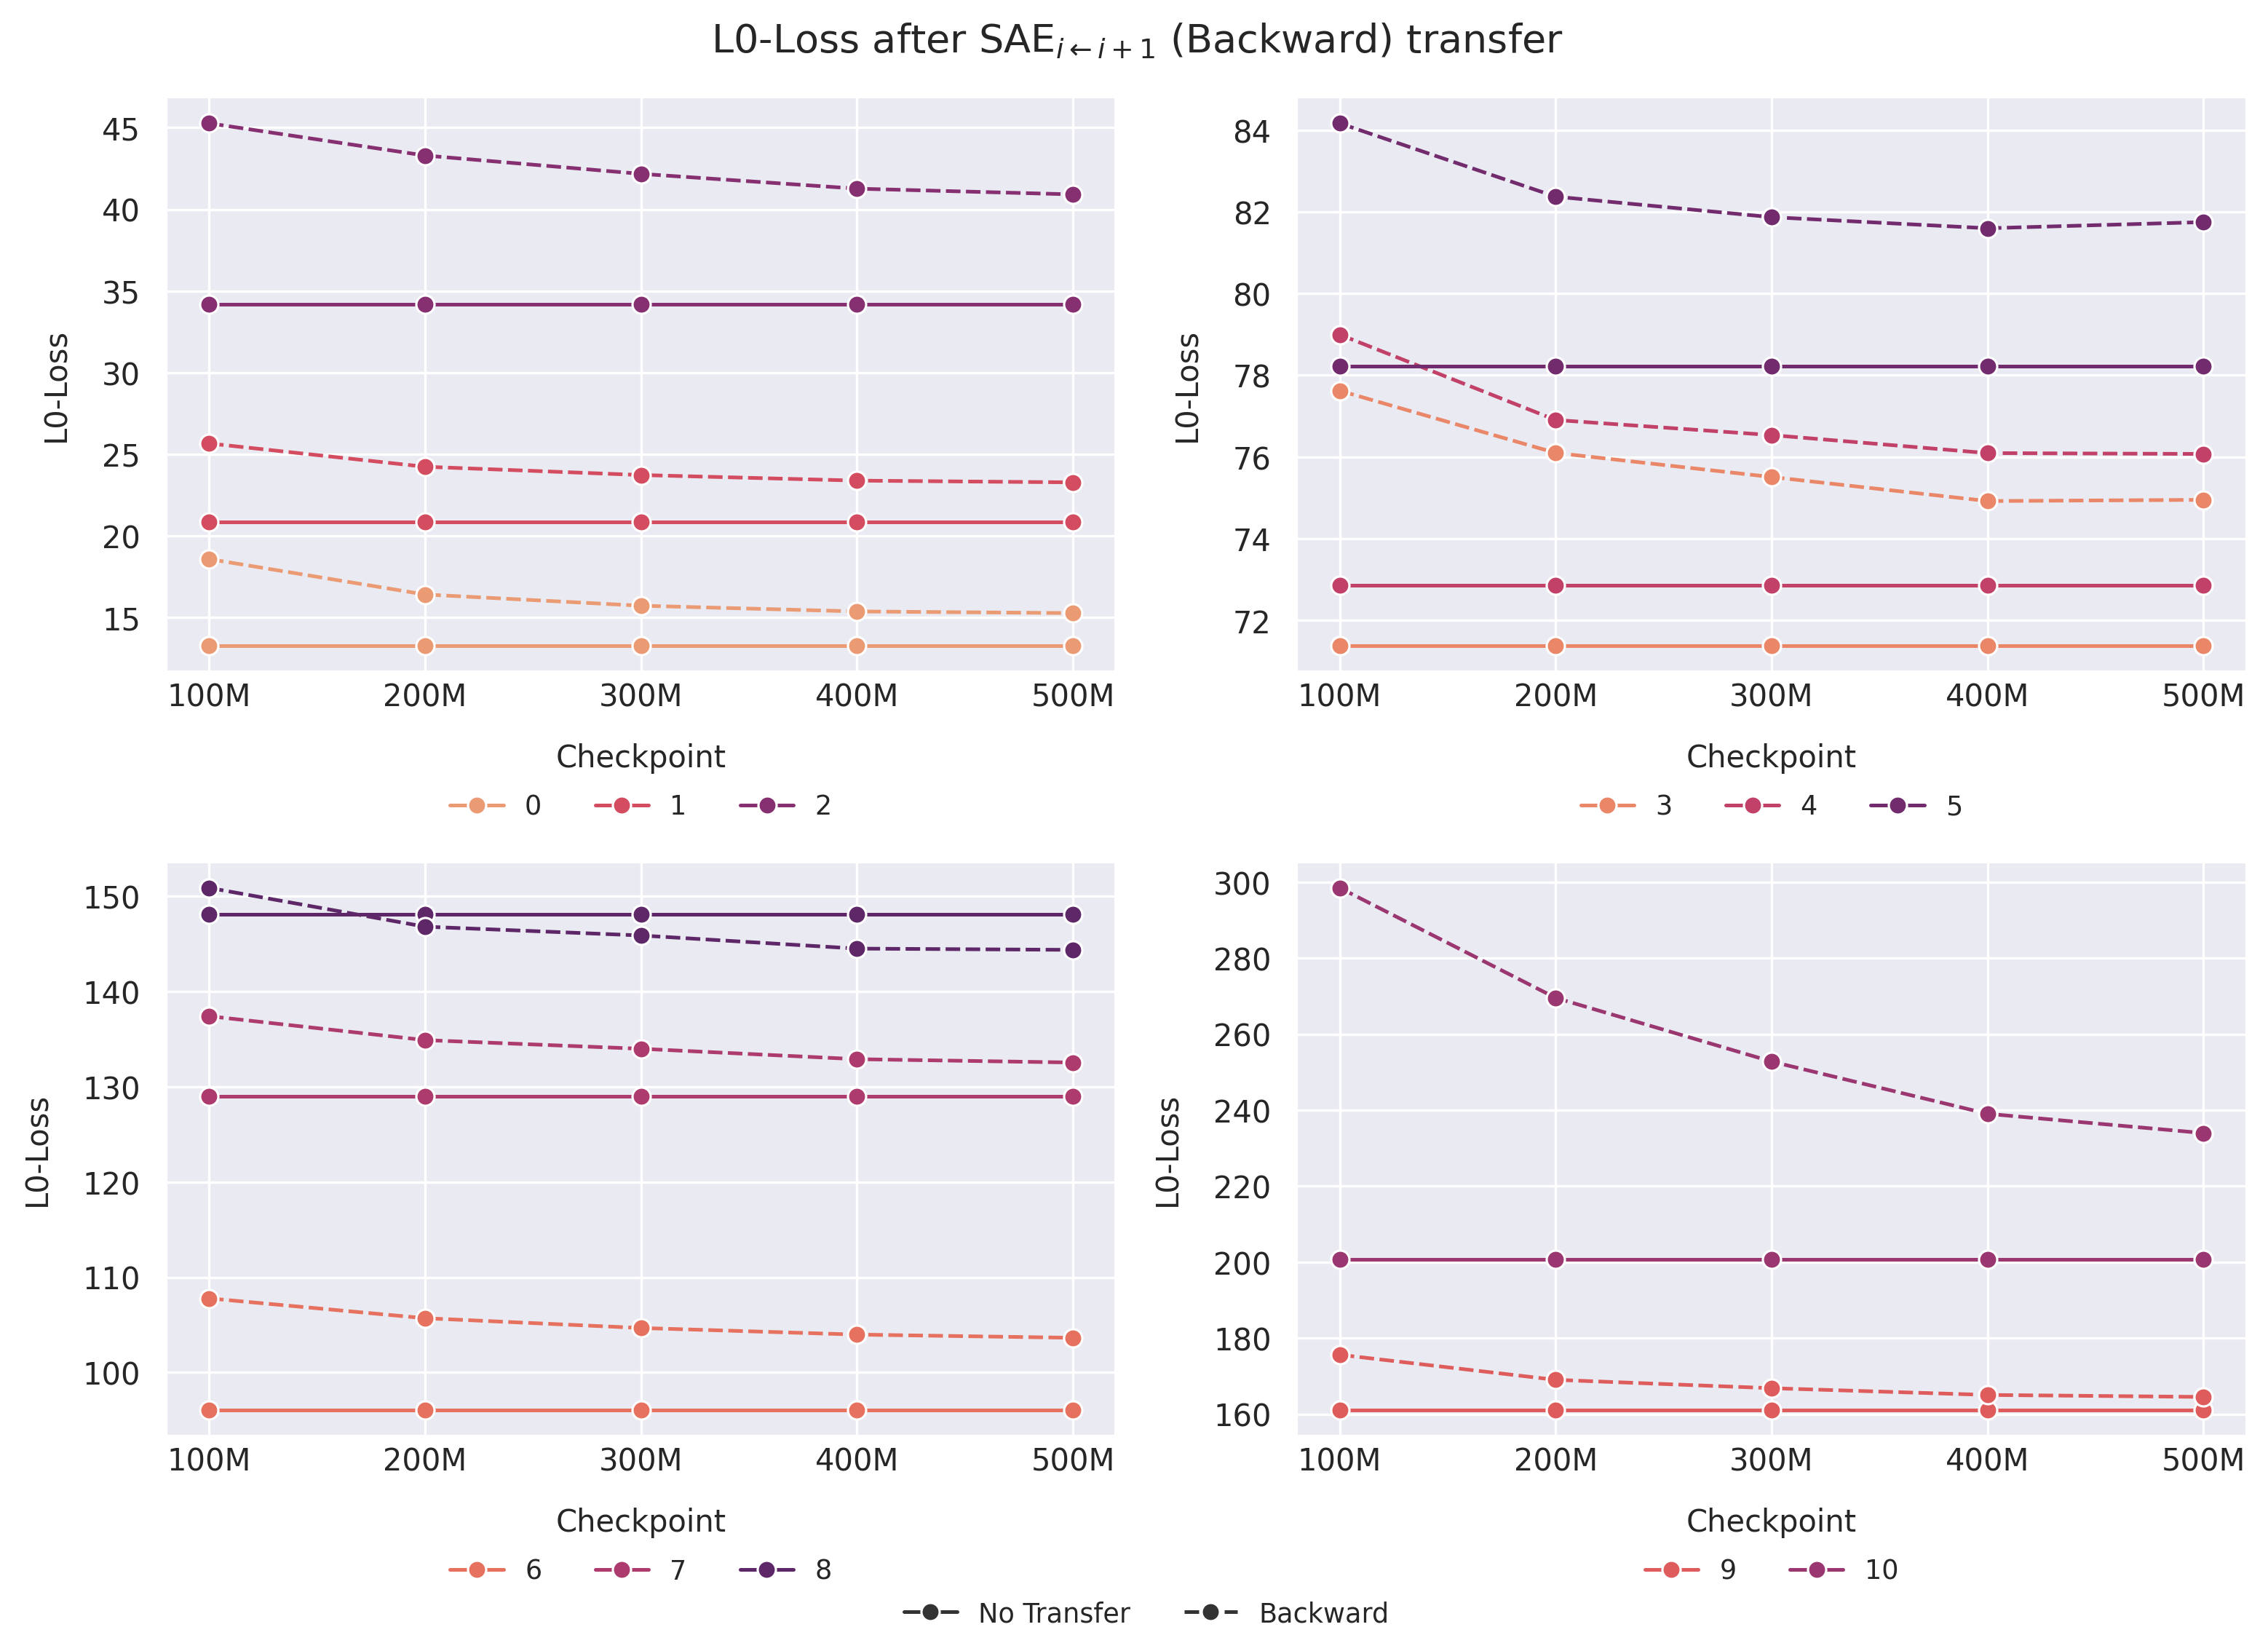 L0-Loss after SAE_{i←i+1} (Backward) transfer
L0-Loss
45
40
35
30
25
20
15
100M 200M 300M 400M 500M
Checkpoint
0 1 2
L0-Loss
84
82
80
78
76
74
72
100M 200M 300M 400M 500M
Checkpoint
3 4 5
L0-Loss
150
140
130
120
110
100
100M 200M 300M 400M 500M
Checkpoint
6 7 8
L0-Loss
300
280
260
240
220
200
180
160
100M 200M 300M 400M 500M
Checkpoint
9 10
No Transfer Backward